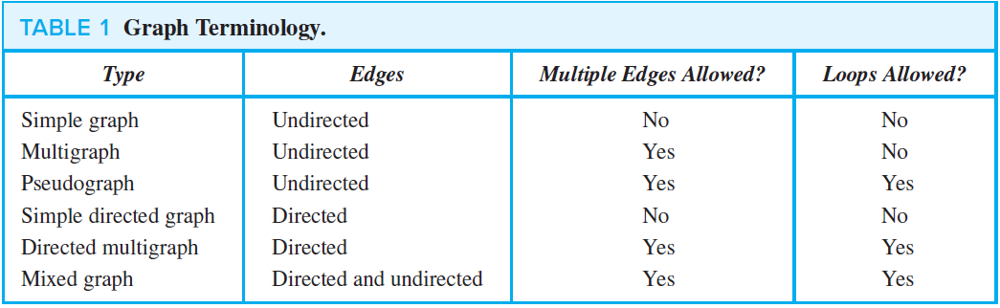 TABLE 1 Graph Terminology.
Type Edges Multiple Edges Allowed? Loops Allowed?
Simple graph Undirected No No
Multigraph Undirected Yes No
Pseudograph Undirected Yes Yes
Simple directed graph Directed No No
Directed multigraph Directed Yes Yes
Mixed graph Directed and undirected Yes Yes